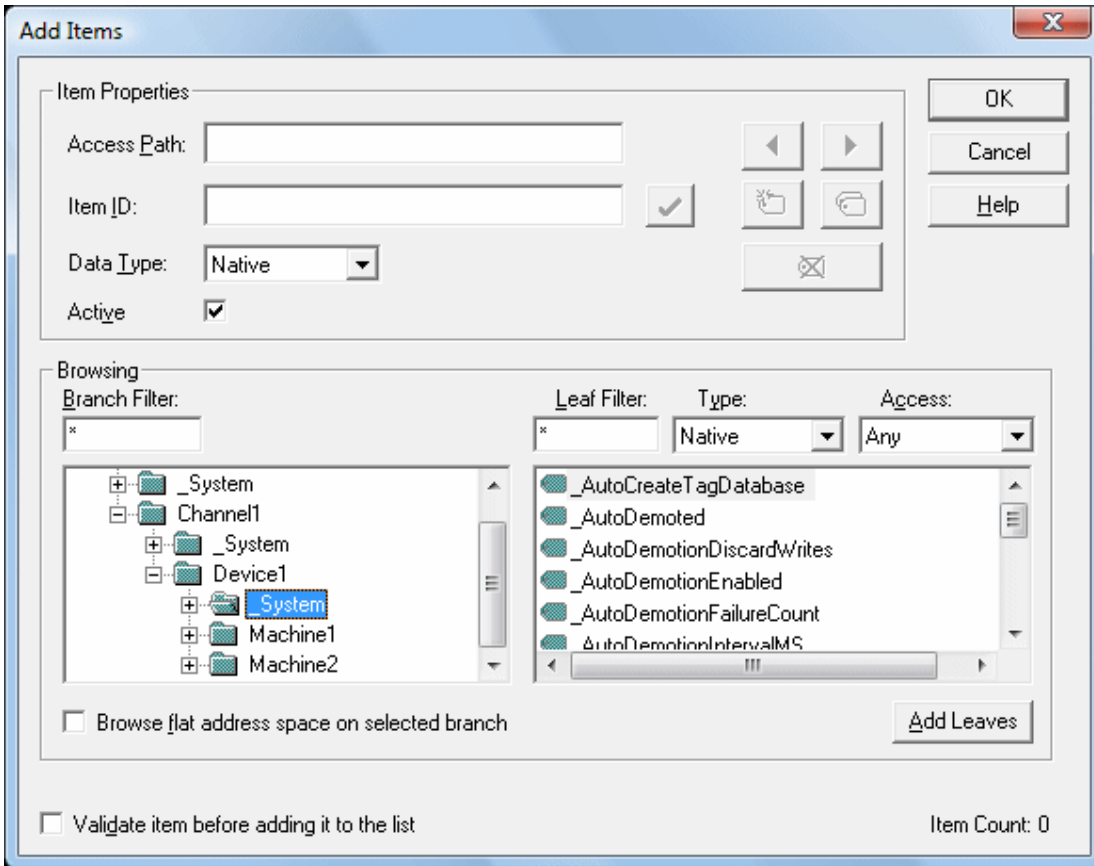 Add Items
Item Properties
OK
Access Path:
Cancel
Item ID:
Help
Data Type: Native
Active
Browsing
Branch Filter: Leaf Filter: Type: Access:
* * Native Any
_System
Channel1
_System
Device1
_System
Machine1
Machine2
_AutoCreateTagDatabase
_AutoDemoted
_AutoDemotionDiscardWrites
_AutoDemotionEnabled
_AutoDemotionFailureCount
_AutoDemotionIntervalMS
Browse flat address space on selected branch
Add Leaves
Validate item before adding it to the list
Item Count: 0